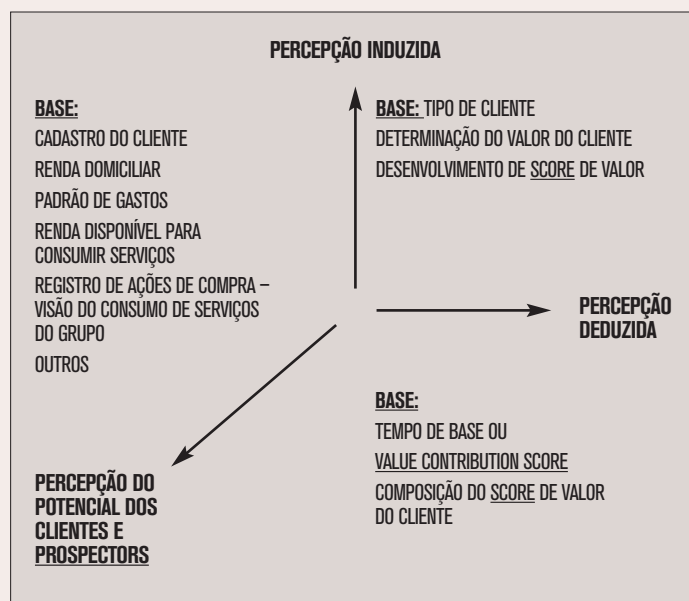 PERCEPÇÃO INDUZIDA
BASE:
CADASTRO DO CLIENTE
RENDA DOMICILIAR
PADRÃO DE GASTOS
RENDA DISPONÍVEL PARA
CONSUMIR SERVIÇOS
REGISTRO DE AÇÕES DE COMPRA –
VISÃO DO CONSUMO DE SERVIÇOS
DO GRUPO
OUTROS
BASE: TIPO DE CLIENTE
DETERMINAÇÃO DO VALOR DO CLIENTE
DESENVOLVIMENTO DE SCORE DE VALOR
PERCEPÇÃO
DEDUZIDA
BASE:
TEMPO DE BASE OU
VALUE CONTRIBUTION SCORE
COMPOSIÇÃO DO SCORE DE VALOR
DO CLIENTE
PERCEPÇÃO DO
POTENCIAL DOS
CLIENTES E
PROSPECTORS